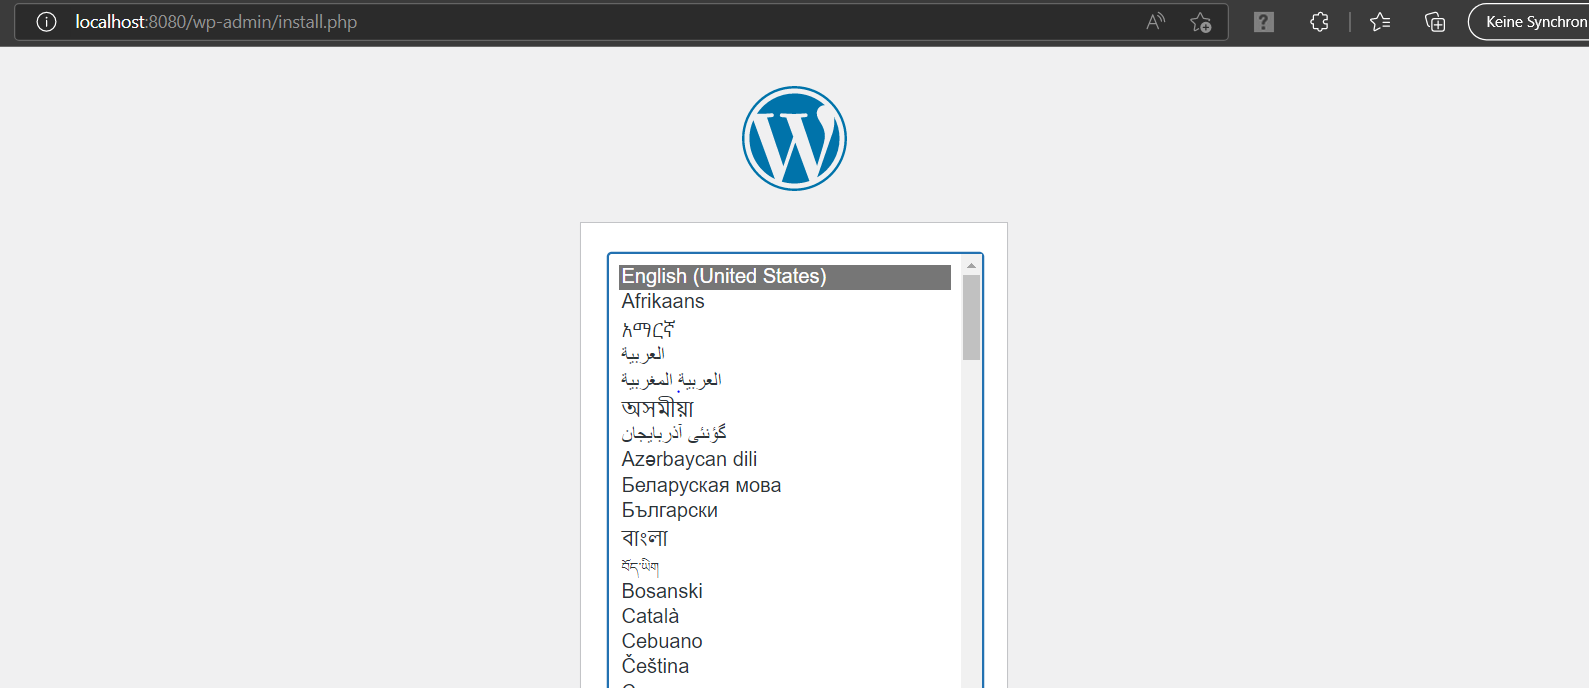 localhost:8080/wp-admin/install.php
Keine Synchron
English (United States)
Afrikaans
አማርኛ
العربية
العربية المغربية
অসমীয়া
گؤنئی آذربایجان
Azərbaycan dili
Беларуская мова
Български
বাংলা
བོད་ཡིག
Bosanski
Català
Cebuano
Čeština